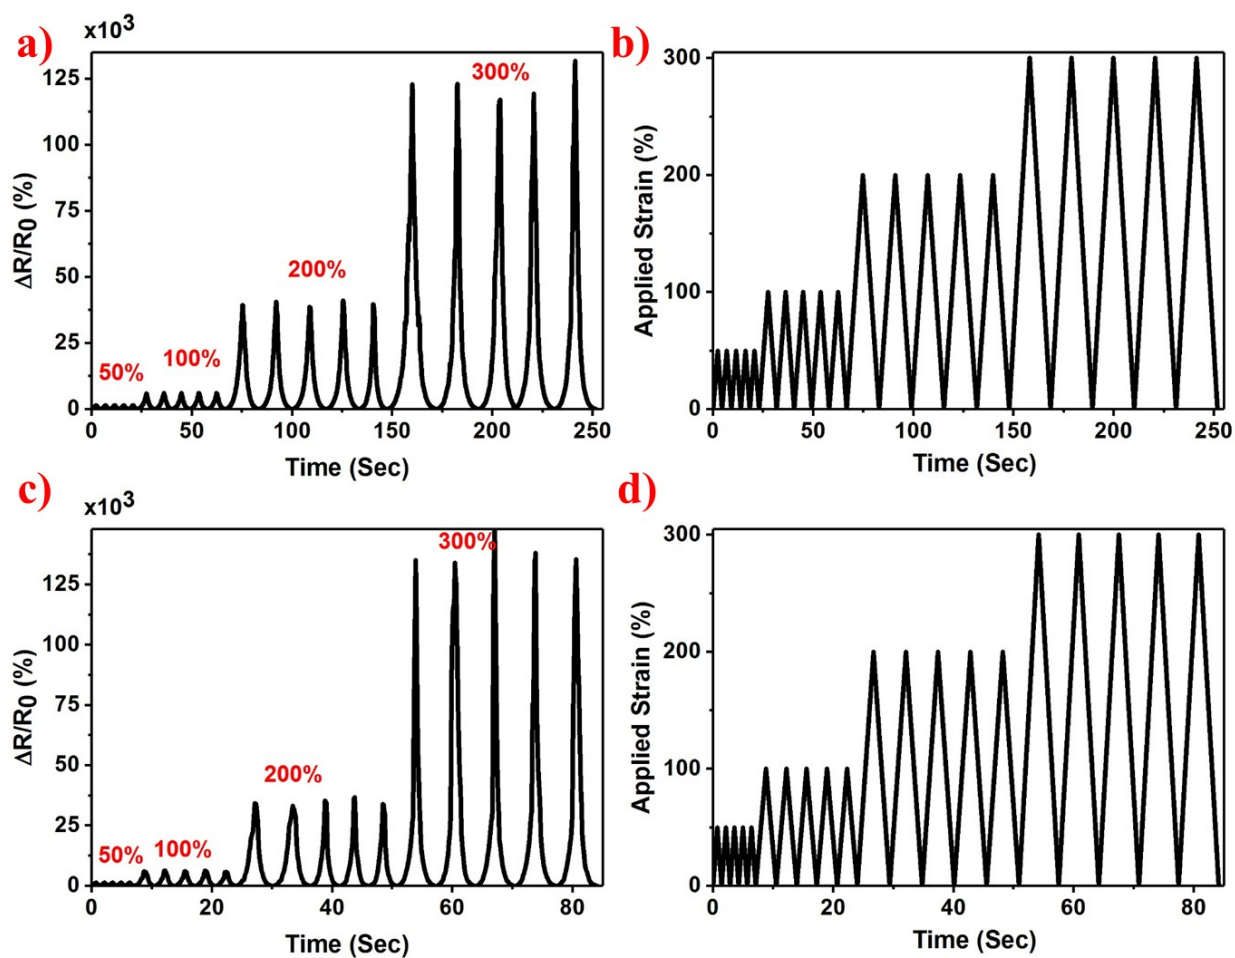 a)
x10³
ΔR/R0 (%)
125
100
75
50
25
0
50%
100%
200%
300%
0 50 100 150 200 250
Time (Sec)
b)
Applied Strain (%)
300
200
100
0
0 50 100 150 200 250
Time (Sec)
c)
x10³
ΔR/R0 (%)
125
100
75
50
25
0
50%
100%
200%
300%
0 20 40 60 80
Time (Sec)
d)
Applied Strain (%)
300
200
100
0
0 20 40 60 80
Time (Sec)